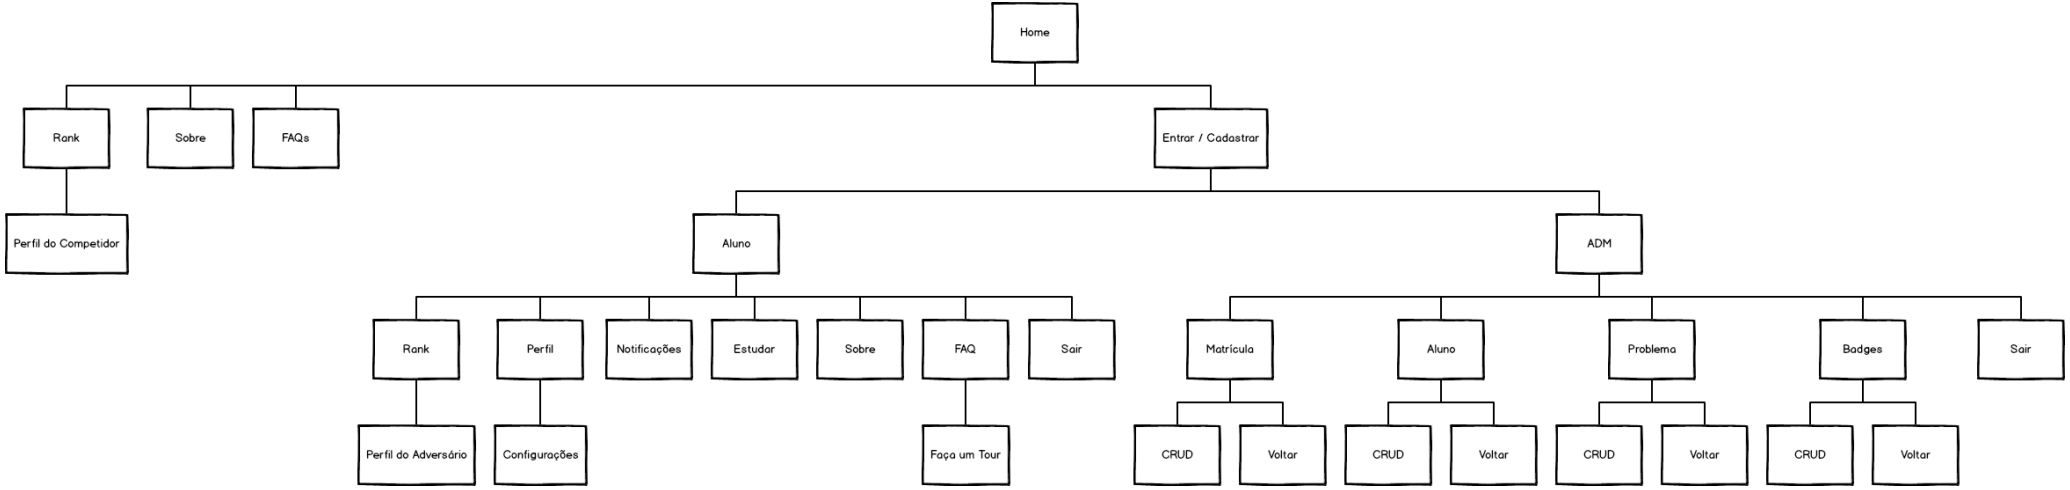 Home
Rank
Sobre
FAQs
Entrar / Cadastrar
Perfil do Competidor
Aluno
ADM
Rank
Perfil
Notificações
Estudar
Sobre
FAQ
Sair
Matrícula
Aluno
Problema
Badges
Sair
Perfil do Adversário
Configurações
Faça um Tour
CRUD
Voltar
CRUD
Voltar
CRUD
Voltar
CRUD
Voltar